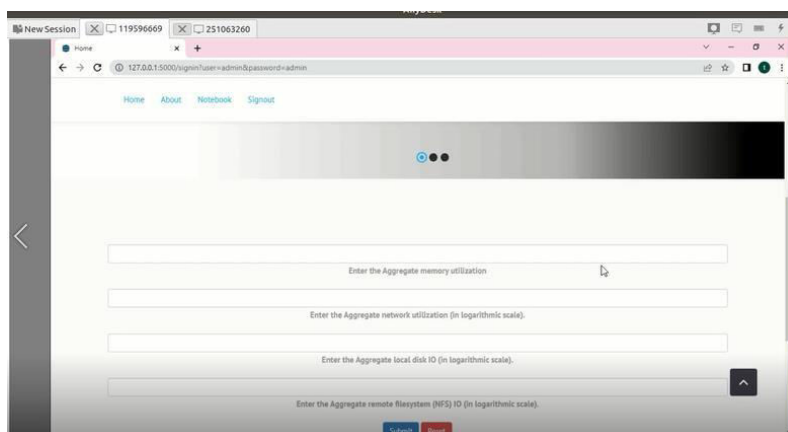 AnyDesk
New Session 119596669 251063260
Home
127.0.0.1:5000/signin?user=admin&password=admin
Home About Notebook Signout
Enter the Aggregate memory utilization
Enter the Aggregate network utilization (in logarithmic scale).
Enter the Aggregate local disk IO (in logarithmic scale).
Enter the Aggregate remote filesystem (NFS) IO (in logarithmic scale).
Submit Reset